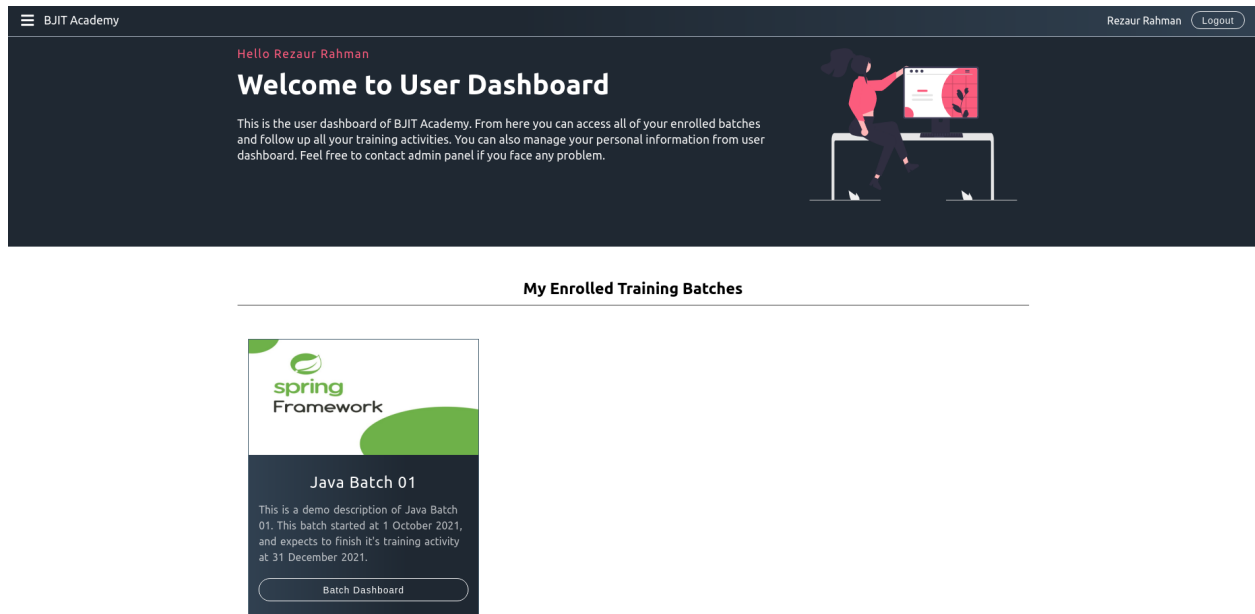 BJIT Academy
Rezaur Rahman
Logout
Hello Rezaur Rahman
Welcome to User Dashboard
This is the user dashboard of BJIT Academy. From here you can access all of your enrolled batches
and follow up all your training activities. You can also manage your personal information from user
dashboard. Feel free to contact admin panel if you face any problem.
My Enrolled Training Batches
spring
Framework
Java Batch 01
This is a demo description of Java Batch
01. This batch started at 1 October 2021,
and expects to finish it's training activity
at 31 December 2021.
Batch Dashboard